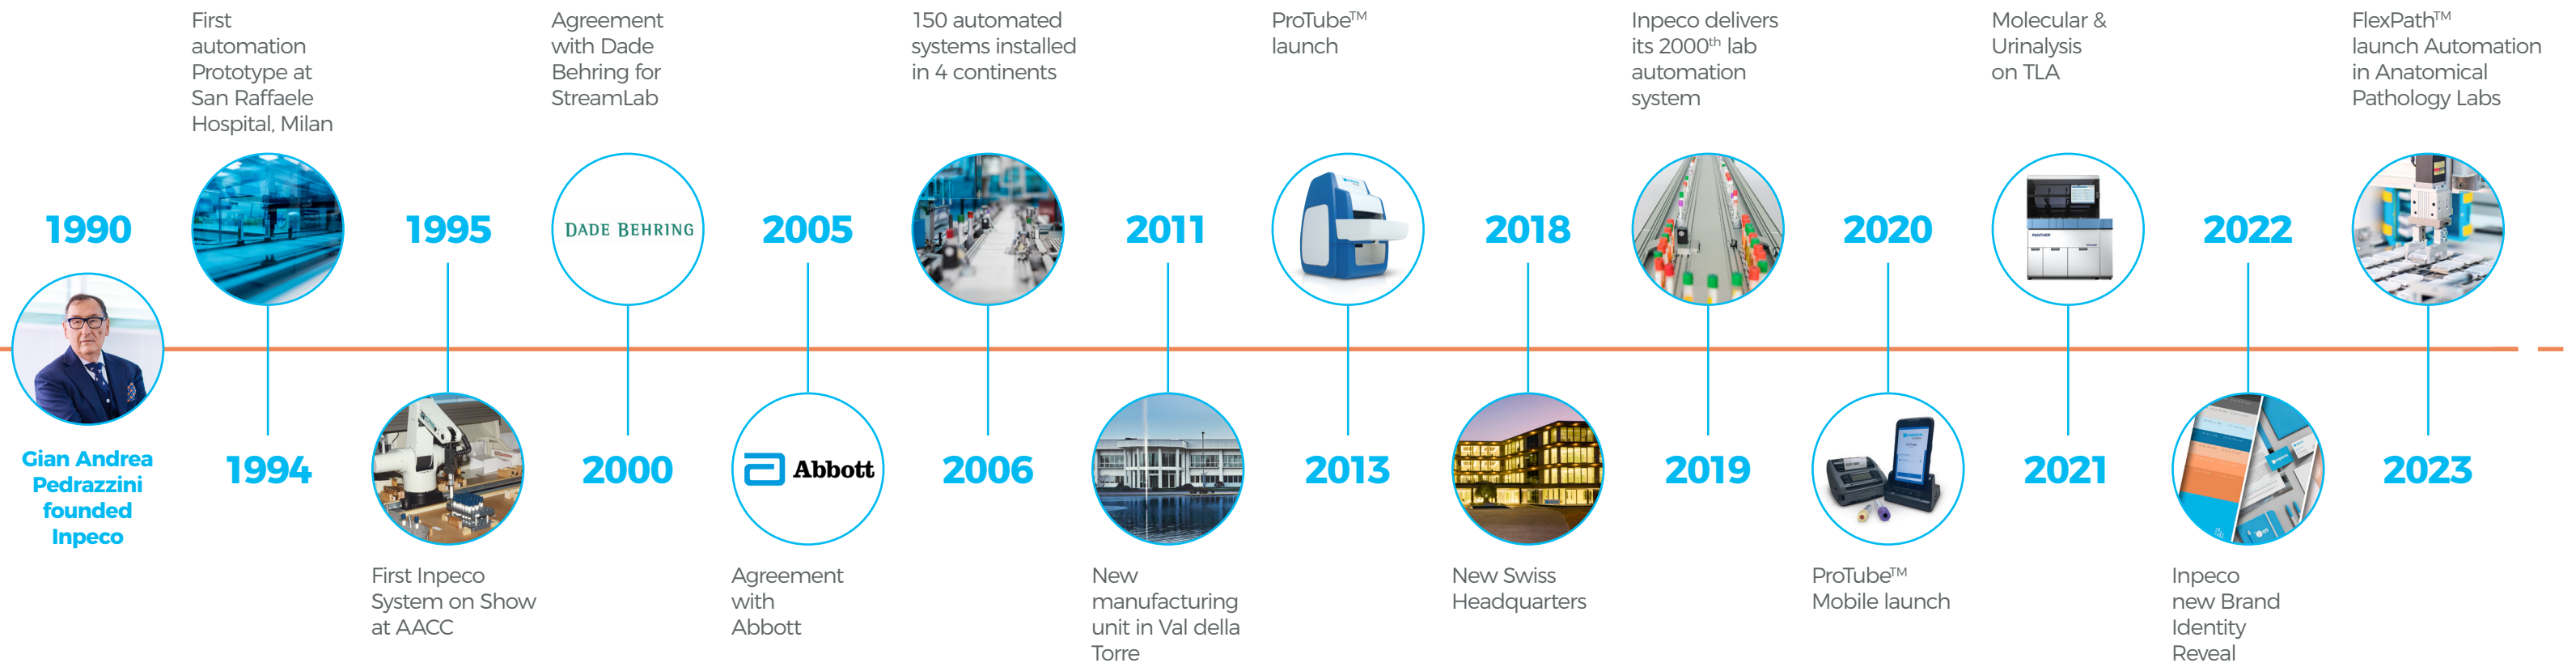 1990
Gian Andrea
Pedrazzini
founded
Inpeco
First
automation
Prototype at
San Raffaele
Hospital, Milan
1994
1995
First Inpeco
System on Show
at AACC
Agreement
with Dade
Behring for
StreamLab
DADE BEHRING
2000
2005
Abbott
Agreement
with
Abbott
150 automated
systems installed
in 4 continents
2006
2011
New
manufacturing
unit in Val della
Torre
ProTube™
launch
2013
2018
New Swiss
Headquarters
Inpeco delivers
its 2000th lab
automation
system
2019
2020
ProTube™
Mobile launch
Molecular &
Urinalysis
on TLA
PANTHER
2021
2022
Inpeco
new Brand
Identity
Reveal
FlexPath™
launch Automation
in Anatomical
Pathology Labs
2023